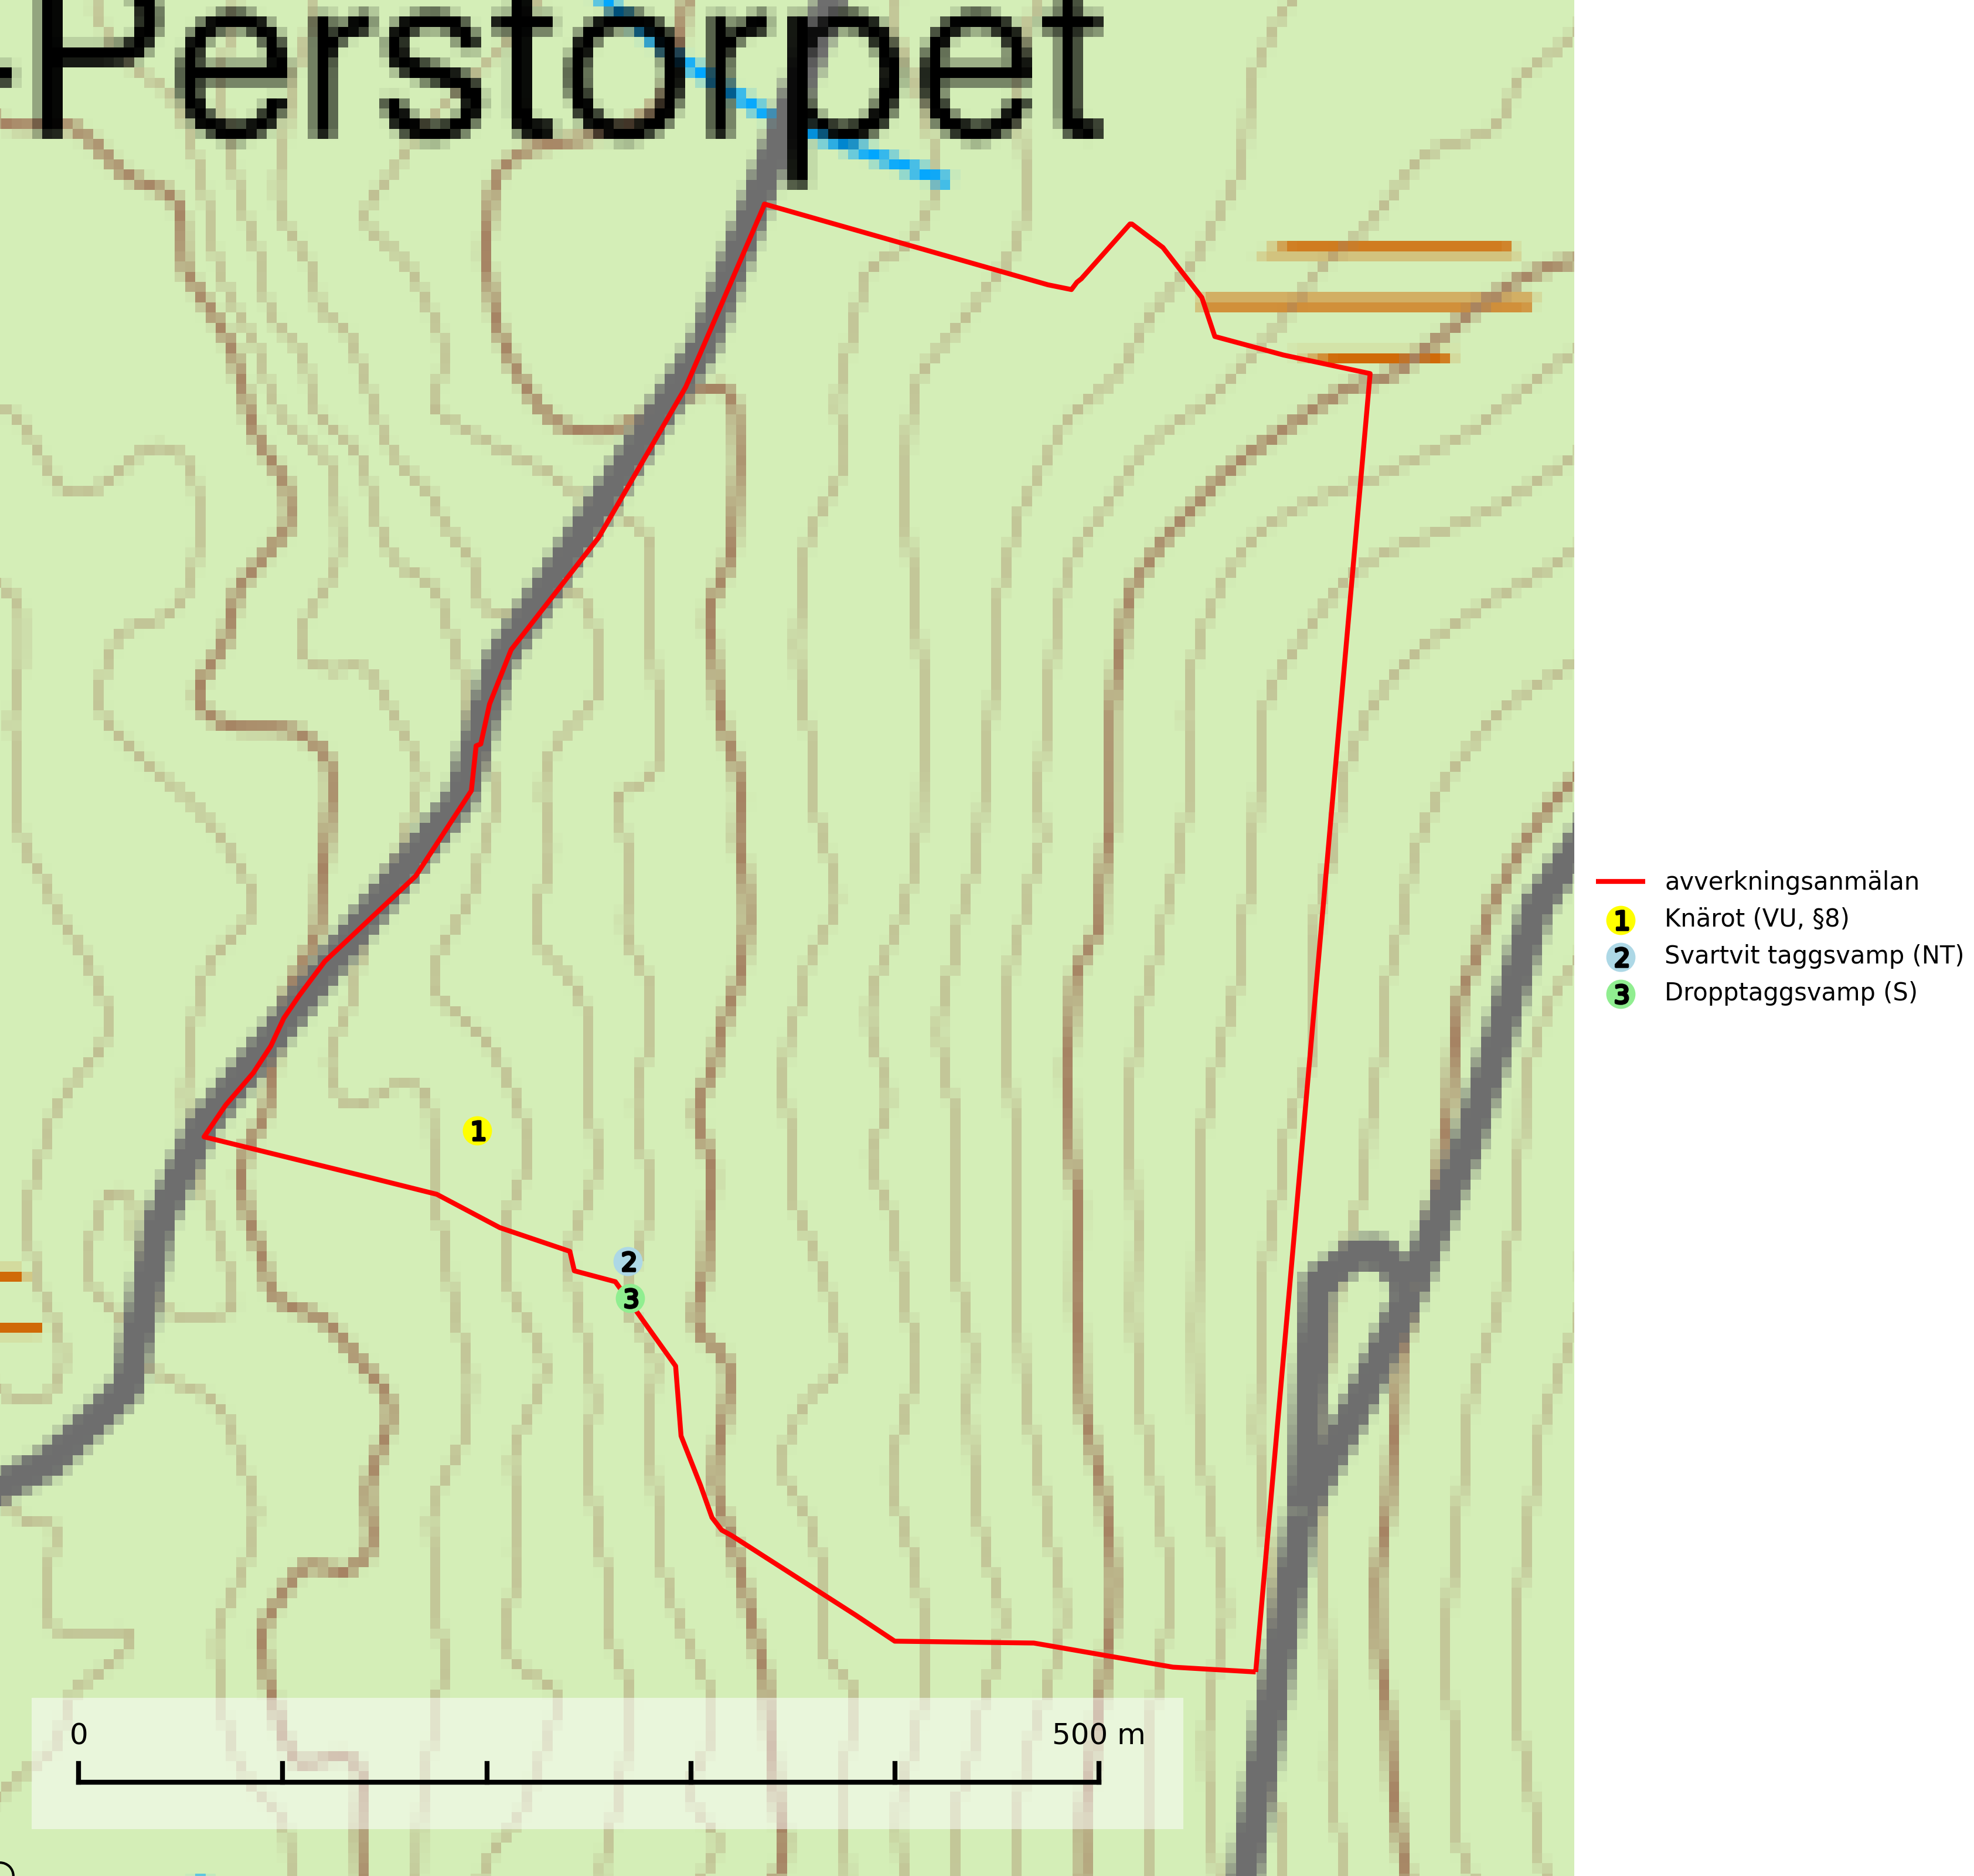 -Perstorpet
avverkningsanmälan
1 Knärot (VU, §8)
2 Svartvit taggsvamp (NT)
3 Dropptaggsvamp (S)
1
2
3
0 500 m